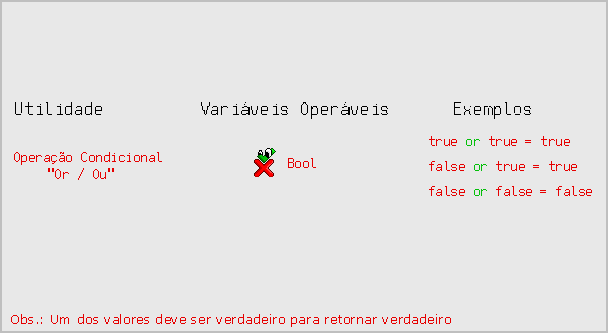 Utilidade Variáveis Operáveis Exemplos
true or true = true
Operação Condicional
"Or / Ou"
Bool
false or true = true
false or false = false
Obs.: Um dos valores deve ser verdadeiro para retornar verdadeiro